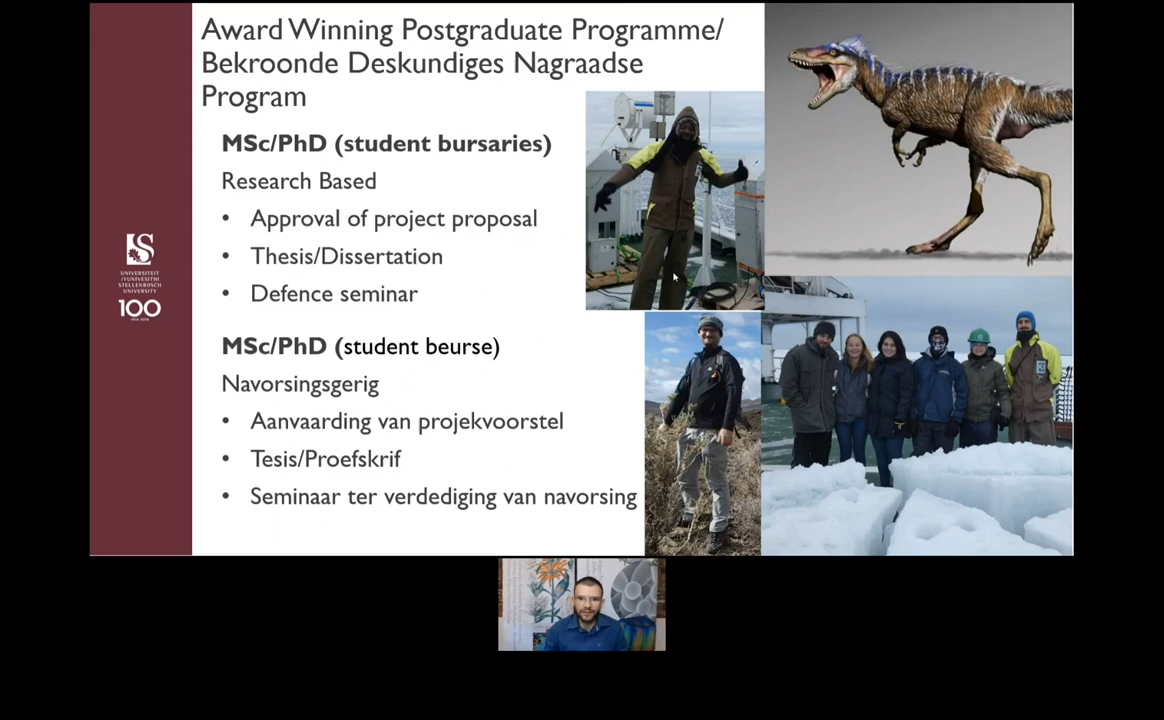 Award Winning Postgraduate Programme/
Bekroonde Deskundiges Nagraadse
Program
MSc/PhD (student bursaries)
Research Based
• Approval of project proposal
• Thesis/Dissertation
• Defence seminar
MSc/PhD (student beurse)
Navorsingsgerig
• Aanvaarding van projekvoorstel
• Tesis/Proefskrif
• Seminaar ter verdediging van navorsing
UNIVERSITEIT
iYUNIVESITHI
STELLENBOSCH
UNIVERSITY
100